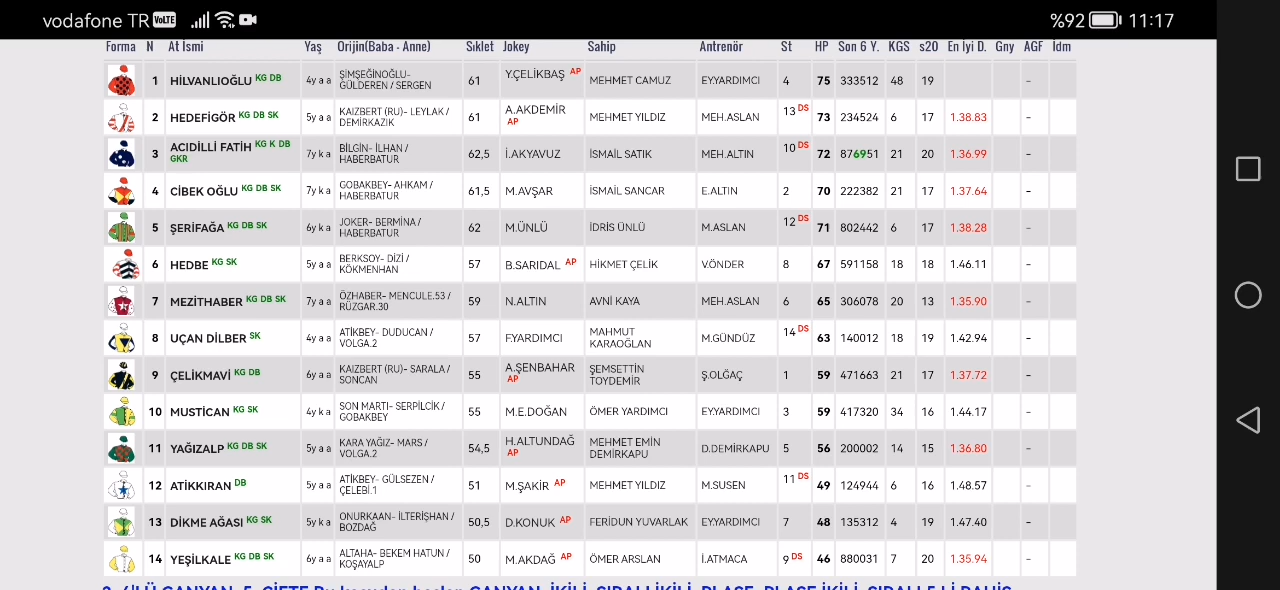 vodafone TR VoLTE %92 11:17
Forma N At İsmi Yaş Orijin(Baba - Anne) Sıklet Jokey Sahip Antrenör St HP Son 6 Y. KGS s20 En İyi D. Gny AGF İdm
1 HİLVANLIOĞLU KG DB 4y a a ŞİMŞEĞİNOĞLU- GÜLDEREN / SERGEN 61 Y.ÇELİKBAŞ AP MEHMET CAMUZ EYYARDIMCI 4 75 333512 48 19 -
2 HEDEFİGÖR KG DB SK 5y a a KAIZBERT (RU)- LEYLAK / DEMİRKAZIK 61 A.AKDEMİR AP MEHMET YILDIZ MEH.ASLAN 13 DS 73 234524 6 17 1.38.83 -
3 ACIDİLLİ FATİH KG K DB GKR 7y k a BİLGİN- İLHAN / HABERBATUR 62,5 İ.AKYAVUZ İSMAİL SATIK MEH.ALTIN 10 DS 72 876951 21 20 1.36.99 -
4 CİBEK OĞLU KG DB SK 7y k a GOBAKBEY- AHKAM / HABERBATUR 61,5 M.AVŞAR İSMAİL SANCAR E.ALTIN 2 70 222382 21 17 1.37.64 -
5 ŞERİFAĞA KG DB SK 6y k a JOKER- BERMİNA / HABERBATUR 62 M.ÜNLÜ İDRİS ÜNLÜ M.ASLAN 12 DS 71 802442 6 17 1.38.28 -
6 HEDBE KG SK 5y a a BERKSOY- DİZİ / KÖKMENHAN 57 B.SARIDAL AP HİKMET ÇELİK V.ÖNDER 8 67 591158 18 18 1.46.11 -
7 MEZİTHABER KG DB SK 7y a a ÖZHABER- MENCULE.53 / RÜZGAR.30 59 N.ALTIN AVNİ KAYA MEH.ASLAN 6 65 306078 20 13 1.35.90 -
8 UÇAN DİLBER SK 4y a a ATİKBEY- DUDUCAN / VOLGA.2 57 F.YARDIMCI MAHMUT KARAOĞLAN M.GÜNDÜZ 14 DS 63 140012 18 19 1.42.94 -
9 ÇELİKMAVİ KG DB 6y a a KAIZBERT (RU)- SARALA / SONCAN 55 A.ŞENBAHAR AP ŞEMSETTİN TOYDEMİR Ş.OLĞAÇ 1 59 471663 21 17 1.37.72 -
10 MUSTİCAN KG SK 4y k a SON MARTI- SERPİLCİK / GOBAKBEY 55 M.E.DOĞAN ÖMER YARDIMCI EYYARDIMCI 3 59 417320 34 16 1.44.17 -
11 YAĞIZALP KG DB SK 5y a a KARA YAĞIZ- MARS / VOLGA.2 54,5 H.ALTUNDAĞ AP MEHMET EMİN DEMİRKAPU D.DEMİRKAPU 5 56 200002 14 15 1.36.80 -
12 ATİKKIRAN DB 5y a a ATİKBEY- GÜLSEZEN / ÇELEBİ.1 51 M.ŞAKİR AP MEHMET YILDIZ M.SUSEN 11 DS 49 124944 6 16 1.48.57 -
13 DİKME AĞASI KG SK 5y k a ONURKAAN- İLTERİŞHAN / BOZDAĞ 50,5 D.KONUK AP FERİDUN YUVARLAK EYYARDIMCI 7 48 135312 4 19 1.47.40 -
14 YEŞİLKALE KG DB SK 6y a a ALTAHA- BEKEM HATUN / KOŞAYALP 50 M.AKDAG AP ÖMER ARSLAN İ.ATMACA 9 DS 46 880031 7 20 1.35.94 -